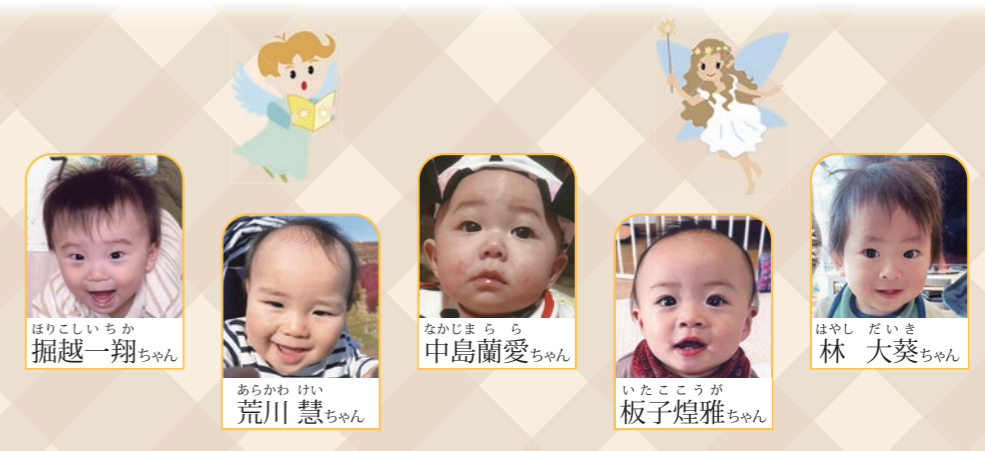 ほりこしいちか
掘越一翔ちゃん
あらかわ けい
荒川 慧ちゃん
なかじま ら ら
中島蘭愛ちゃん
いたここうが
板子煌雅ちゃん
はやし だいき
林 大葵ちゃん